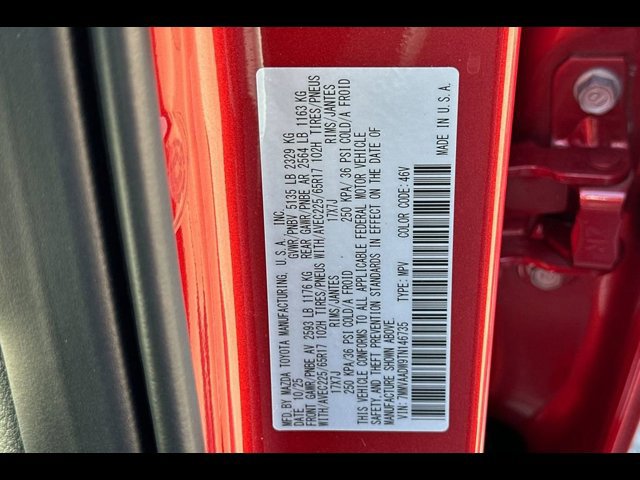 MFD. BY MAZDA TOYOTA MANUFACTURING, U.S.A., INC.
DATE 10/25 GVWR/PNBV 5135 LB 2329 KG
FRONT GAWR/PNBE AV 2593 LB 1176 KG REAR GAWR/PNBE AR 2564 LB 1163 KG
WITH/AVEC225/65R17 102H TIRES/PNEUS WITH/AVEC225/65R17 102H TIRES/PNEUS
17X7J RIMS/JANTES 17X7J RIMS/JANTES
250 KPA/36 PSI COLD/A FROID 250 KPA/36 PSI COLD/A FROID
THIS VEHICLE CONFORMS TO ALL APPLICABLE FEDERAL MOTOR VEHICLE
SAFETY, AND THEFT PREVENTION STANDARDS IN EFFECT ON THE DATE OF
MANUFACTURE SHOWN ABOVE.
TYPE: MPV COLOR CODE: 46V
MADE IN U.S.A.